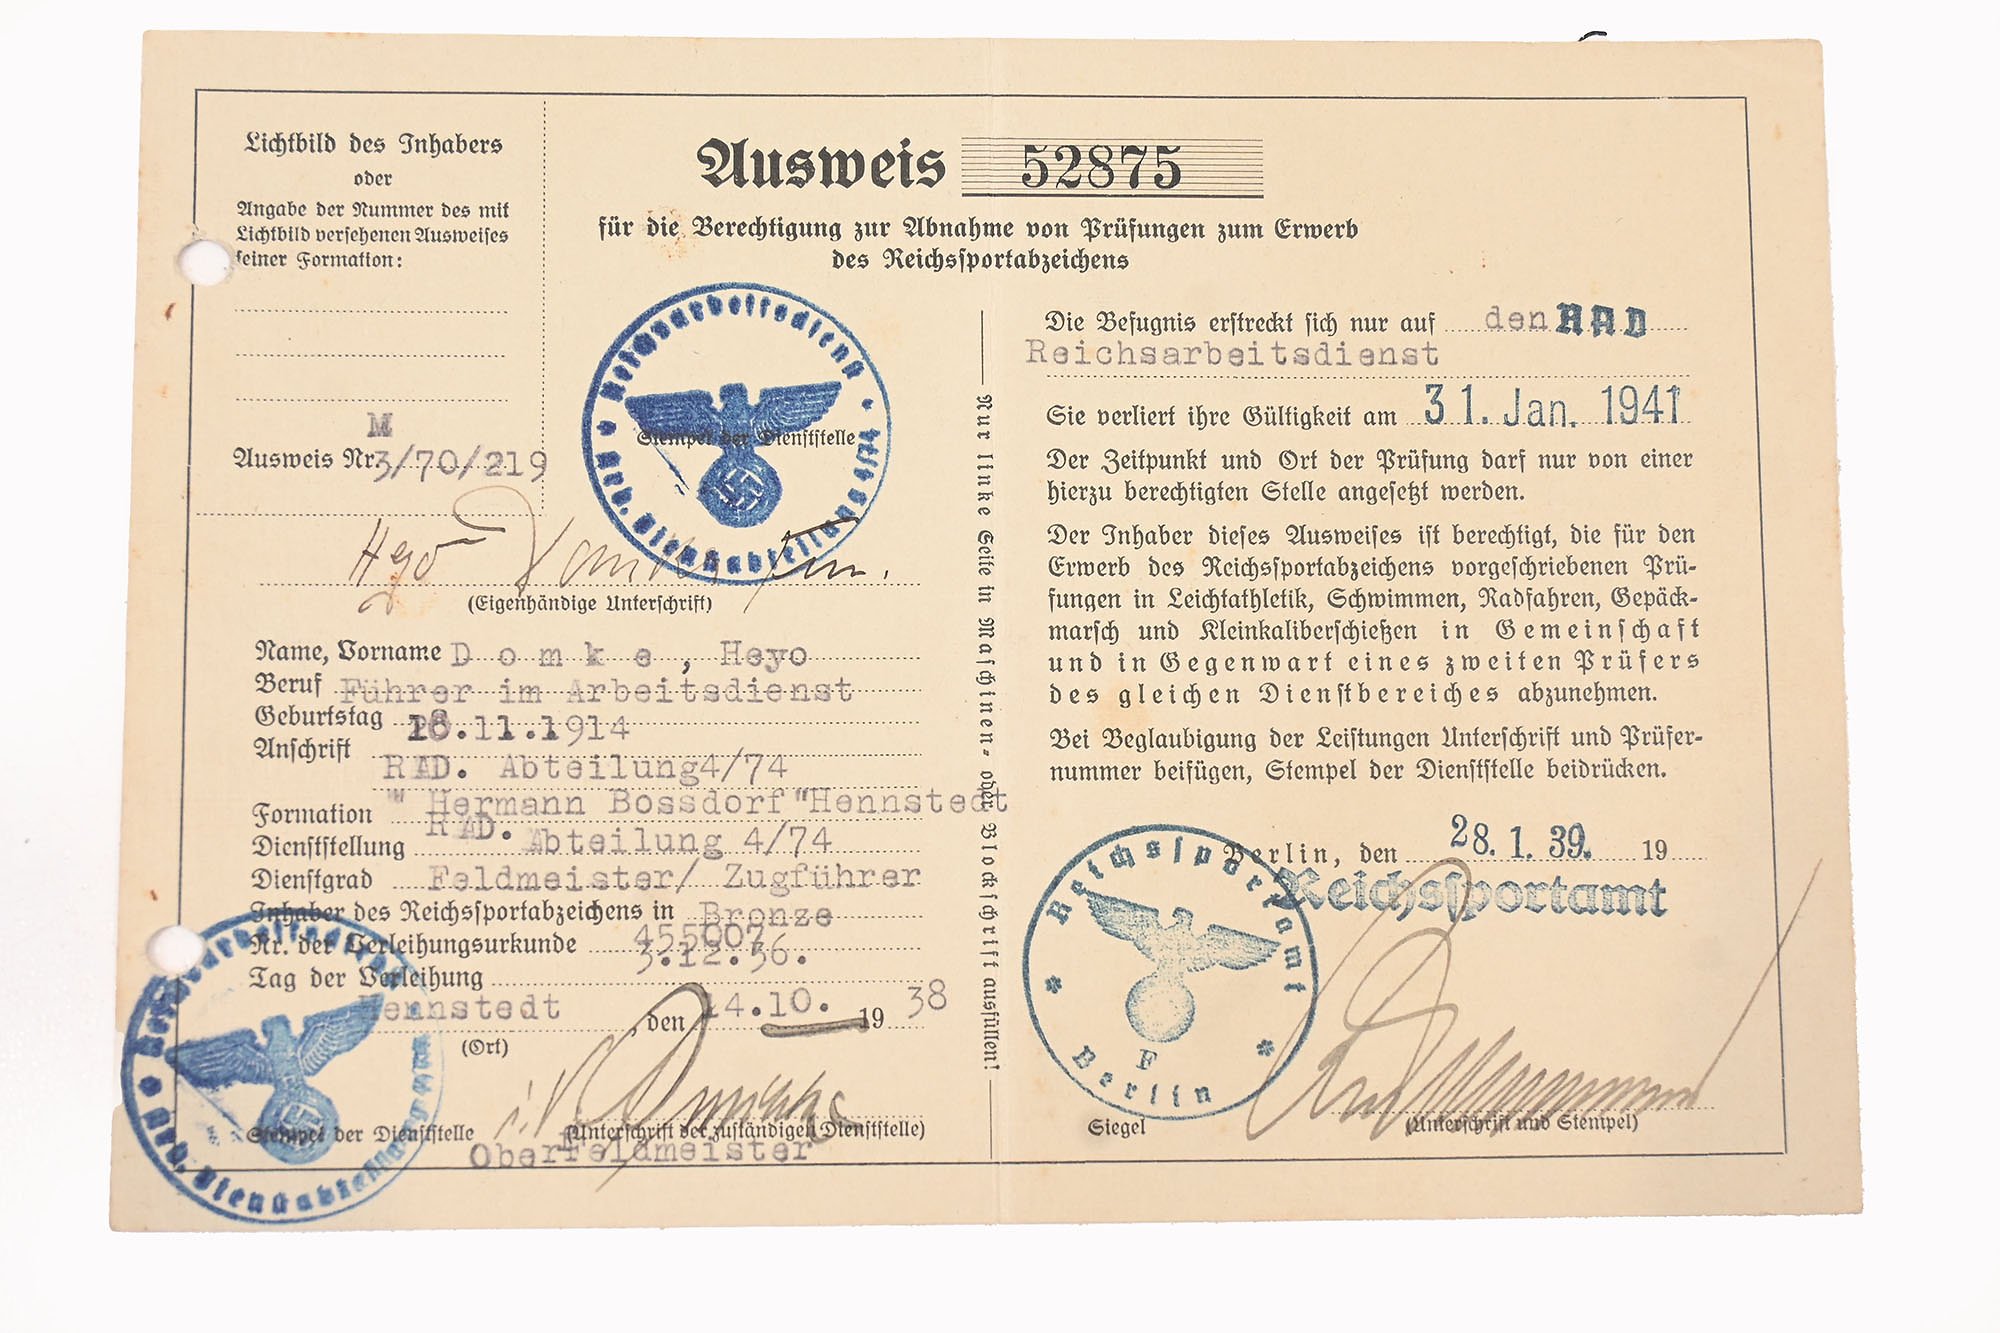 Lichtbild des Inhabers
oder
Angabe der Nummer des mit
Lichtbild versehenen Ausweises
seiner Formation:
M
Ausweis Nr. 3/70/219
Ausweis 52875
für die Berechtigung zur Abnahme von Prüfungen zum Erwerb
des Reichssportabzeichens
Reichsarbeitsdienst
Arb. Dienstabteilung
Stempel der Dienststelle
Heyo
(Eigenhändige Unterschrift)
Name, Vorname Domke, Heyo
Beruf Führer im Arbeitsdienst
Geburtstag 18.11.1914
Anschrift
RAD. Abteilung4/74
" Hermann Bossdorf"Hennstedt
Formation
RAD. Abteilung 4/74
Dienststellung
Dienstgrad Feldmeister/ Zugführer
Inhaber des Reichssportabzeichens in Bronze
Nr. der Verleihungsurkunde 455007
3.12.36.
Tag der Verleihung
Hennstedt, den 14.10. 1938
(Ort)
Reichsarbeitsdienst
Arb. Dienstabteilung
Stempel der Dienststelle
(Unterschrift der zuständigen Dienststelle)
Oberfeldmeister
Nur linke Seite in Maschinen- oder Blockschrift ausfüllen!
Die Befugnis erstreckt sich nur auf den RAD
Reichsarbeitsdienst
Sie verliert ihre Gültigkeit am 31. Jan. 1941
Der Zeitpunkt und Ort der Prüfung darf nur von einer
hierzu berechtigten Stelle angesetzt werden.
Der Inhaber dieses Ausweises ist berechtigt, die für den
Erwerb des Reichssportabzeichens vorgeschriebenen Prü-
fungen in Leichtathletik, Schwimmen, Radfahren, Gepäck-
marsch und Kleinkaliberschießen in Gemeinschaft
und in Gegenwart eines zweiten Prüfers
des gleichen Dienstbereiches abzunehmen.
Bei Beglaubigung der Leistungen Unterschrift und Prüfer-
nummer beifügen, Stempel der Dienststelle beidrücken.
Berlin, den 28. 1. 39. 19
Reichssportamt
Reichssportamt
F
Berlin
Siegel
(Unterschrift und Stempel)